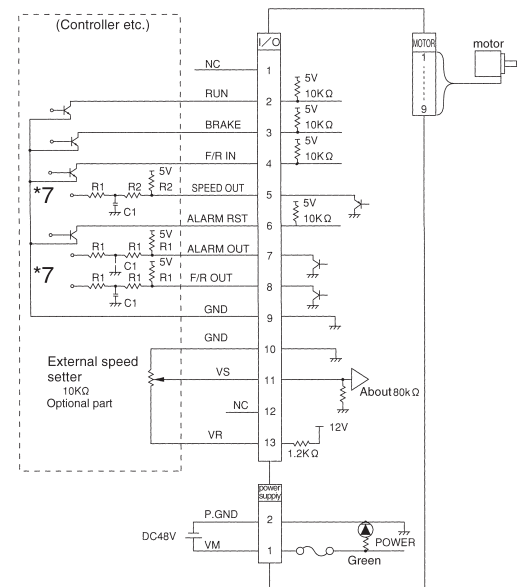 (Controller etc.)
I/O
MOTOR
motor
NC
1
1
5V
RUN
2
10KΩ
9
5V
BRAKE
3
10KΩ
5V
F/R IN
4
10KΩ
*7
5V
R1
R2
R2
SPEED OUT
5
C1
5V
ALARM RST
6
10KΩ
5V
R1
R1
R1
ALARM OUT
7
C1
*7
5V
R1
R1
R1
F/R OUT
8
C1
GND
9
GND
10
External speed
setter
10KΩ
Optional part
VS
11
About80kΩ
NC
12
12V
VR
13
1.2KΩ
power
supply
P.GND
2
DC48V
POWER
VM
1
Green